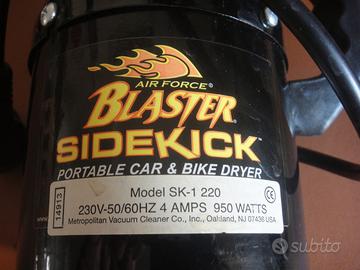 AIR FORCE®
BLASTER
SIDEKICK™
PORTABLE CAR & BIKE DRYER
Model SK-1 220
14913
230V-50/60HZ 4 AMPS 950 WATTS
Metropolitan Vacuum Cleaner Co., Inc., Oakland, NJ 07436 USA
subito